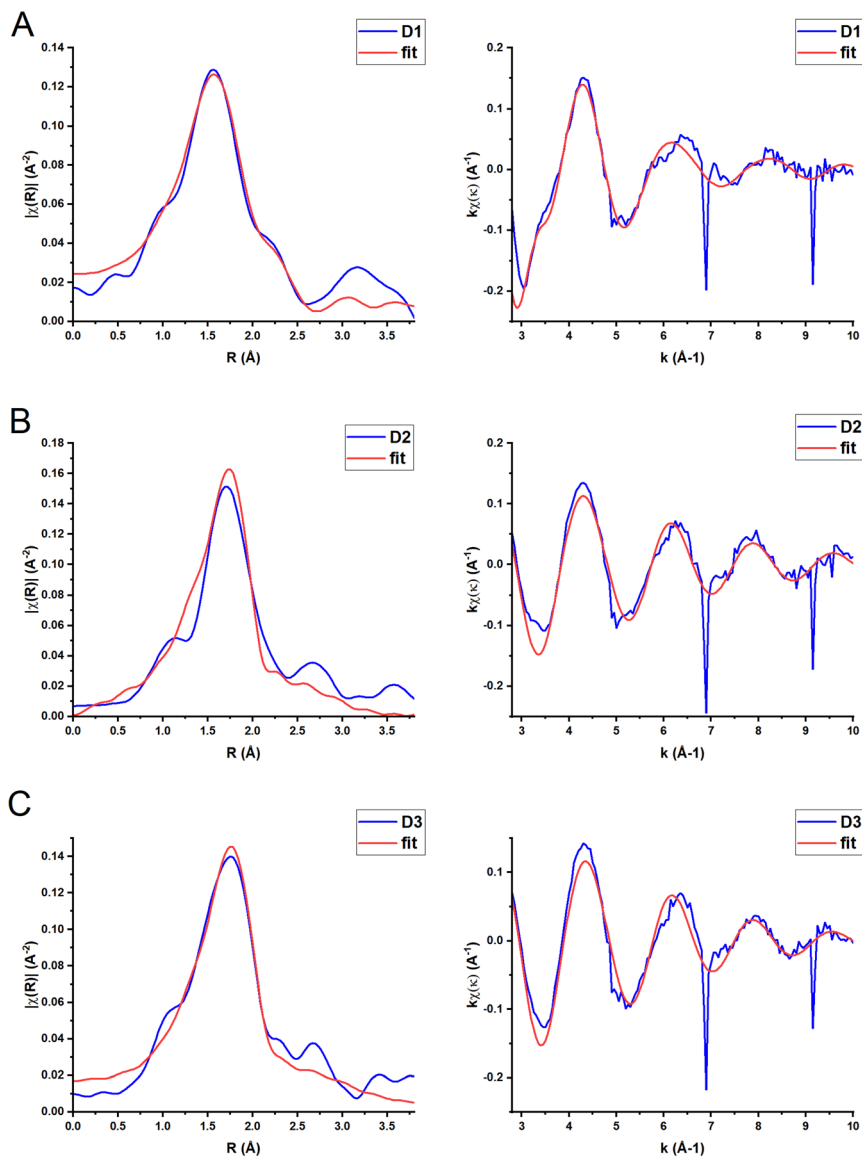 A
D1
fit
0.14
0.12
0.10
0.08
0.06
0.04
0.02
0.00
|χ(R)| (A⁻²)
0.0 0.5 1.0 1.5 2.0 2.5 3.0 3.5
R (Å)
D1
fit
0.2
0.1
0.0
-0.1
-0.2
kχ(κ) (A⁻¹)
3 4 5 6 7 8 9 10
k (Å-1)
B
D2
fit
0.18
0.16
0.14
0.12
0.10
0.08
0.06
0.04
0.02
0.00
|χ(R)| (A⁻²)
0.0 0.5 1.0 1.5 2.0 2.5 3.0 3.5
R (Å)
D2
fit
0.2
0.1
0.0
-0.1
-0.2
kχ(κ) (A⁻¹)
3 4 5 6 7 8 9 10
k (Å-1)
C
D3
fit
0.14
0.12
0.10
0.08
0.06
0.04
0.02
0.00
|χ(R)| (A⁻²)
0.0 0.5 1.0 1.5 2.0 2.5 3.0 3.5
R (Å)
D3
fit
0.1
0.0
-0.1
-0.2
kχ(κ) (A⁻¹)
3 4 5 6 7 8 9 10
k (Å-1)